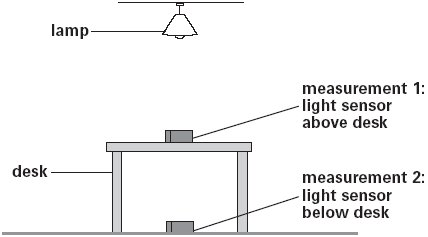 lamp
measurement 1:
light sensor
above desk
desk
measurement 2:
light sensor
below desk